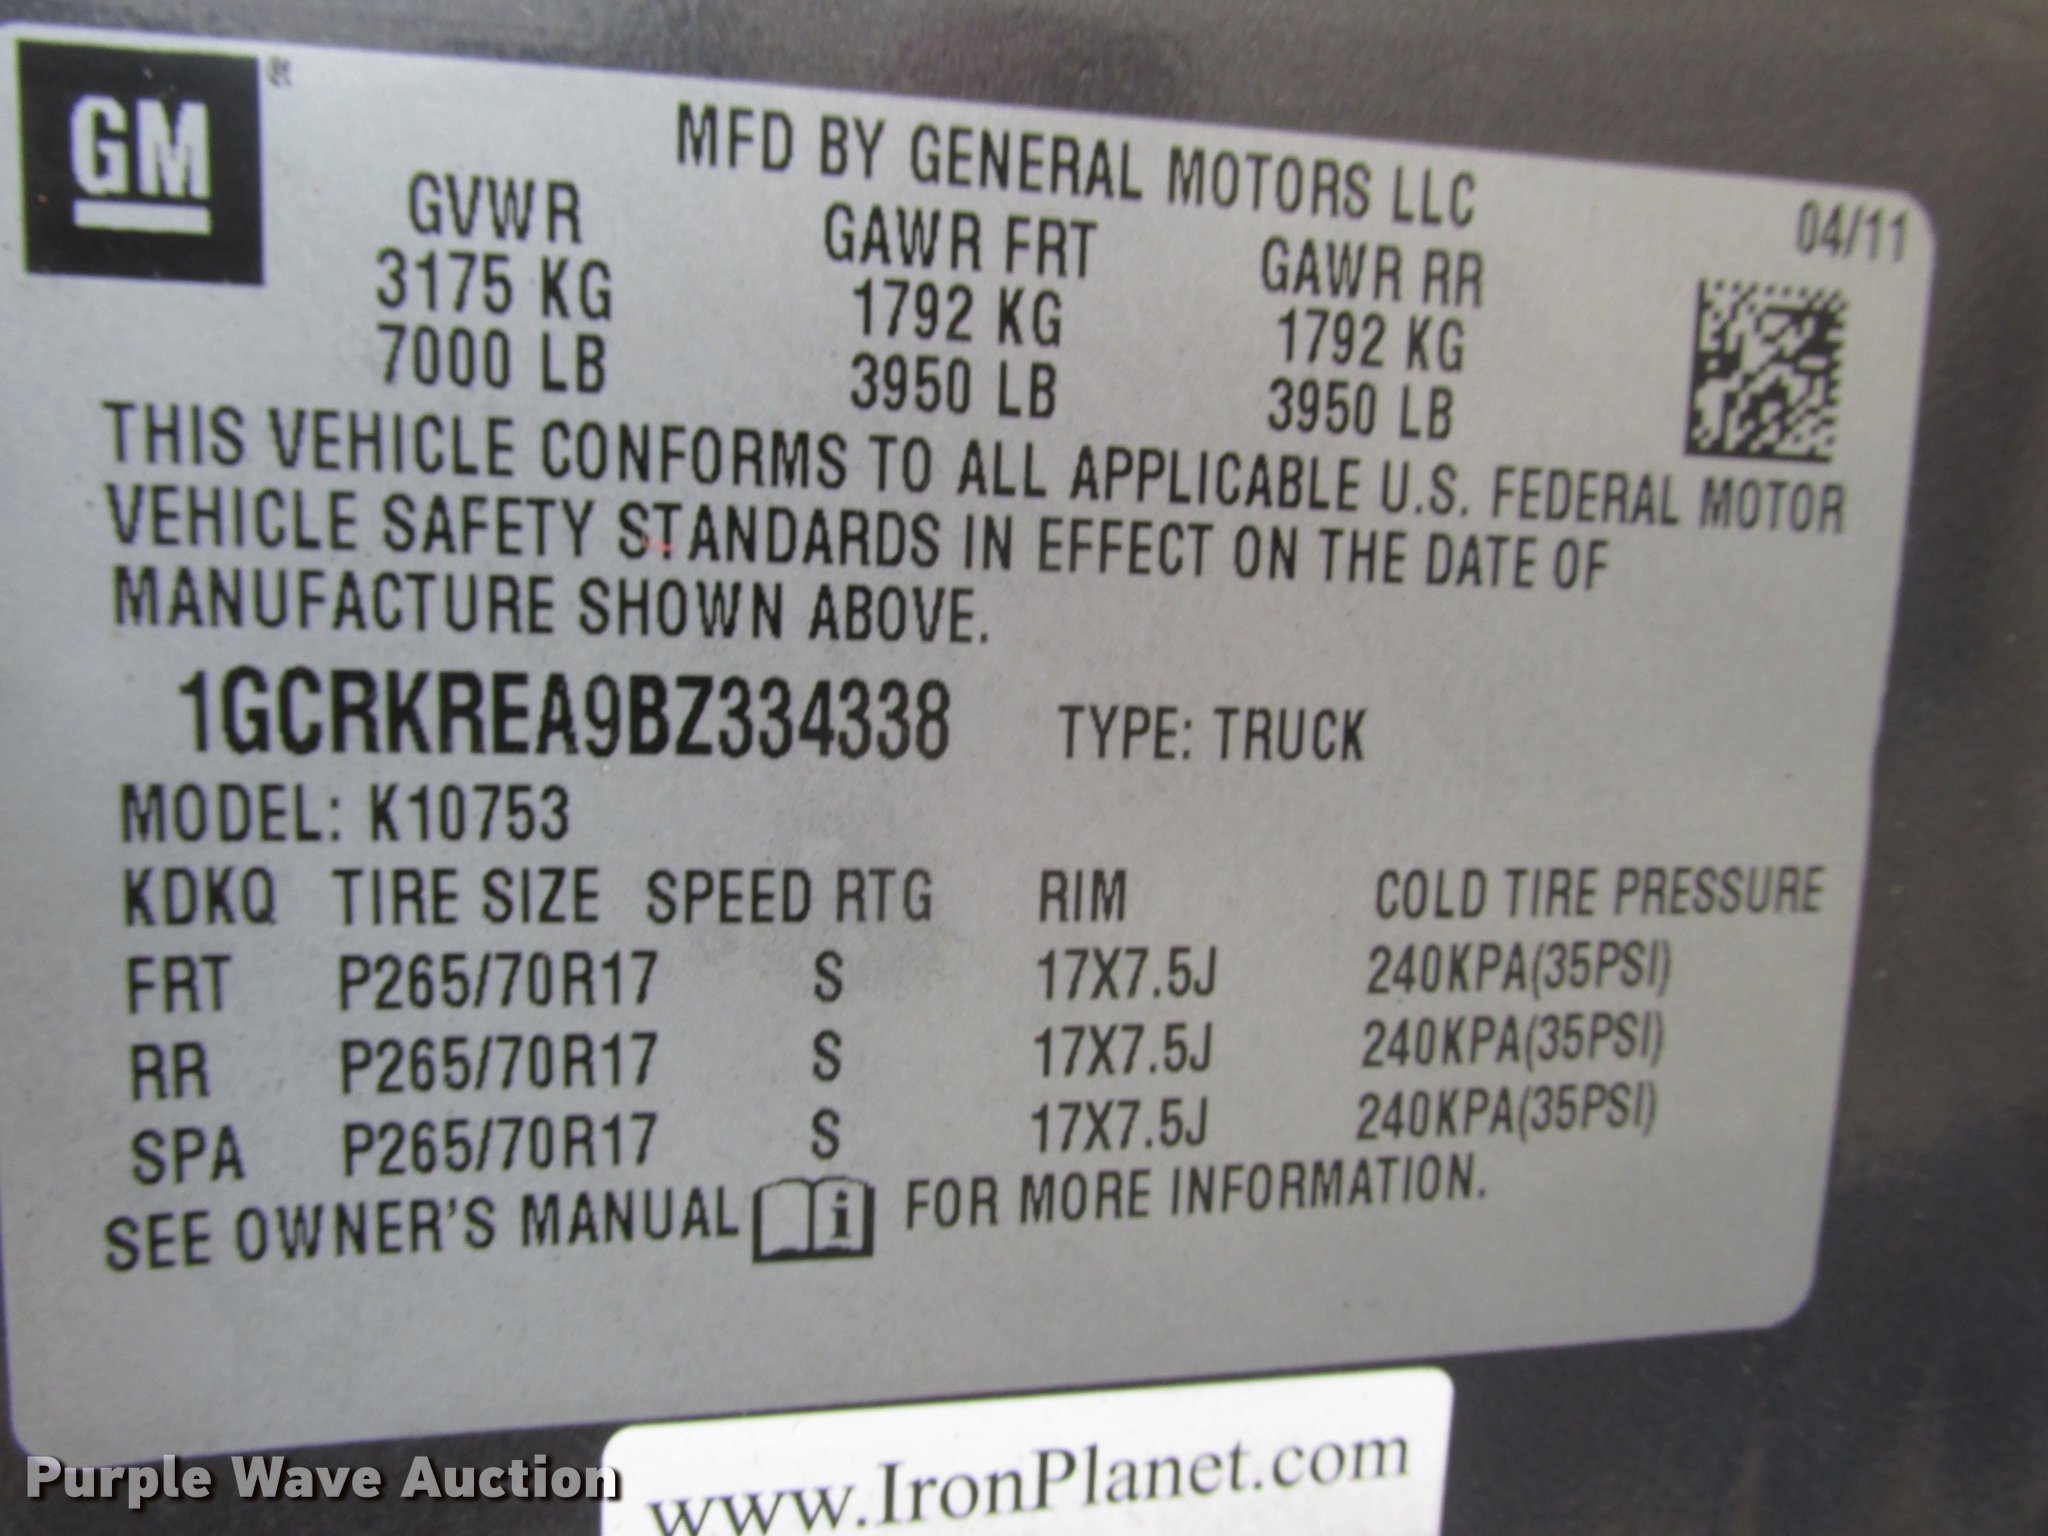 GM ®
MFD BY GENERAL MOTORS LLC
04/11
GVWR GAWR FRT GAWR RR
3175 KG 1792 KG 1792 KG
7000 LB 3950 LB 3950 LB
THIS VEHICLE CONFORMS TO ALL APPLICABLE U.S. FEDERAL MOTOR
VEHICLE SAFETY STANDARDS IN EFFECT ON THE DATE OF
MANUFACTURE SHOWN ABOVE.
1GCRKREA9BZ334338 TYPE: TRUCK
MODEL: K10753
KDKQ TIRE SIZE SPEED RTG RIM COLD TIRE PRESSURE
FRT P265/70R17 S 17X7.5J 240KPA(35PSI)
RR P265/70R17 S 17X7.5J 240KPA(35PSI)
SPA P265/70R17 S 17X7.5J 240KPA(35PSI)
SEE OWNER'S MANUAL i FOR MORE INFORMATION.
www.IronPlanet.com
Purple Wave Auction